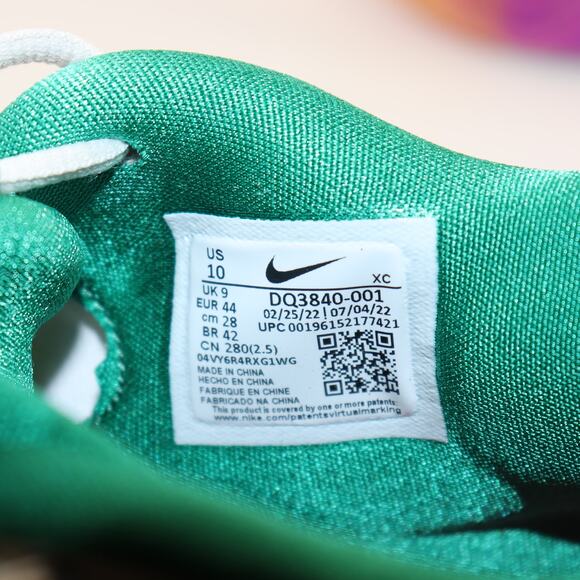 US
10
XC
UK 9
DQ3840-001
EUR 44
02/25/22 | 07/04/22
cm 28
UPC 00196152177421
BR 42
CN 280(2.5)
04VY6R4RXG1WG
MADE IN CHINA
HECHO EN CHINA
FABRIQUE EN CHINE
FABRICADO NA CHINA
This product is covered by one or more patents
www.nike.com/patentsvirtualmarking